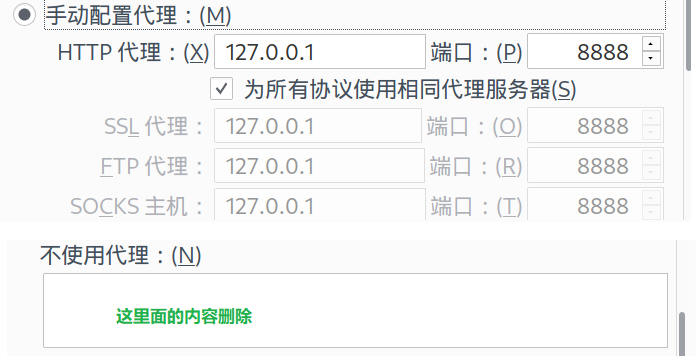 手动配置代理：(M)
HTTP 代理：(X) 127.0.0.1 端口：(P) 8888
为所有协议使用相同代理服务器(S)
SSL 代理： 127.0.0.1 端口：(O) 8888
FTP 代理： 127.0.0.1 端口：(R) 8888
SOCKS 主机： 127.0.0.1 端口：(T) 8888
不使用代理：(N)
这里面的内容删除